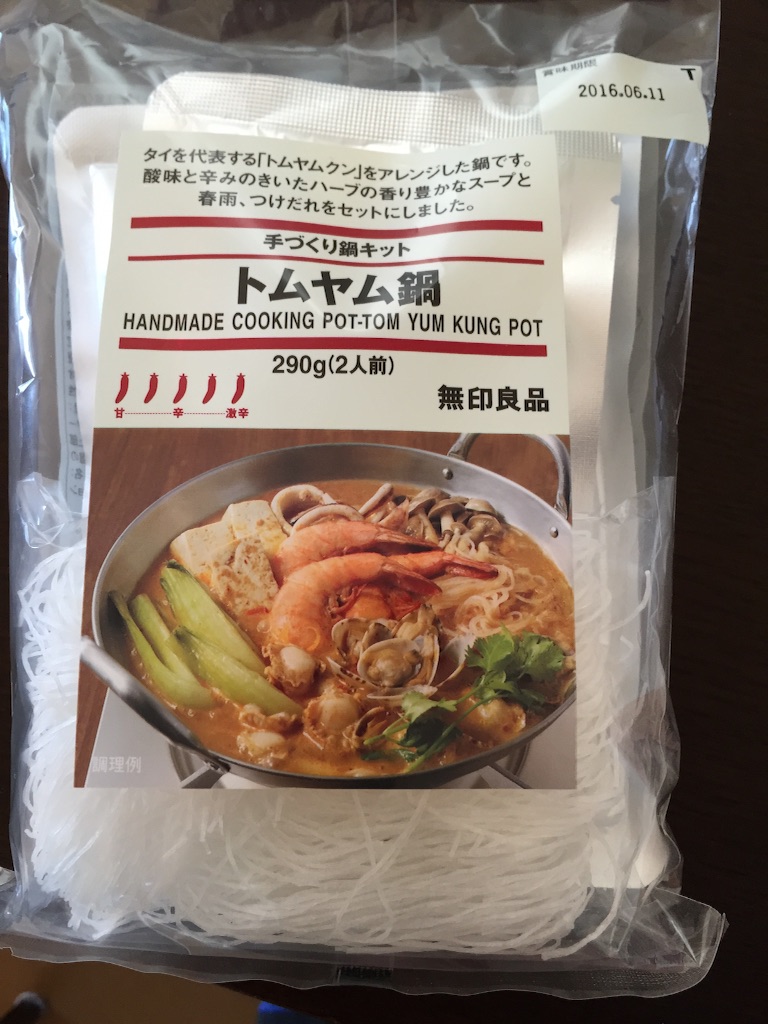 賞味期限
T
2016.06.11
タイを代表する「トムヤムクン」をアレンジした鍋です。
酸味と辛みのきいたハーブの香り豊かなスープと
春雨、つけだれをセットにしました。
手づくり鍋キット
トムヤム鍋
HANDMADE COOKING POT-TOM YUM KUNG POT
290g(2人前)
甘 辛 激辛
無印良品
調理例